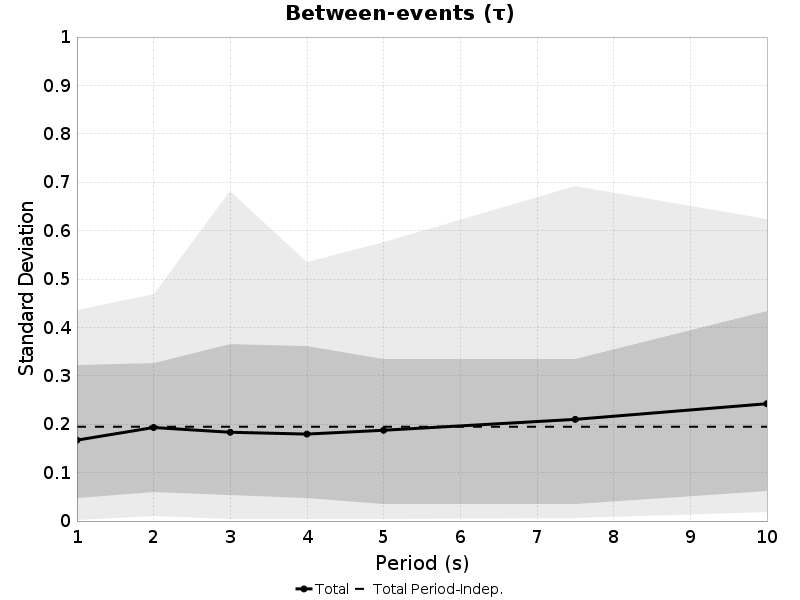 Between-events (τ)
Standard Deviation
1
0.9
0.8
0.7
0.6
0.5
0.4
0.3
0.2
0.1
0
1 2 3 4 5 6 7 8 9 10
Period (s)
Total Total Period-Indep.